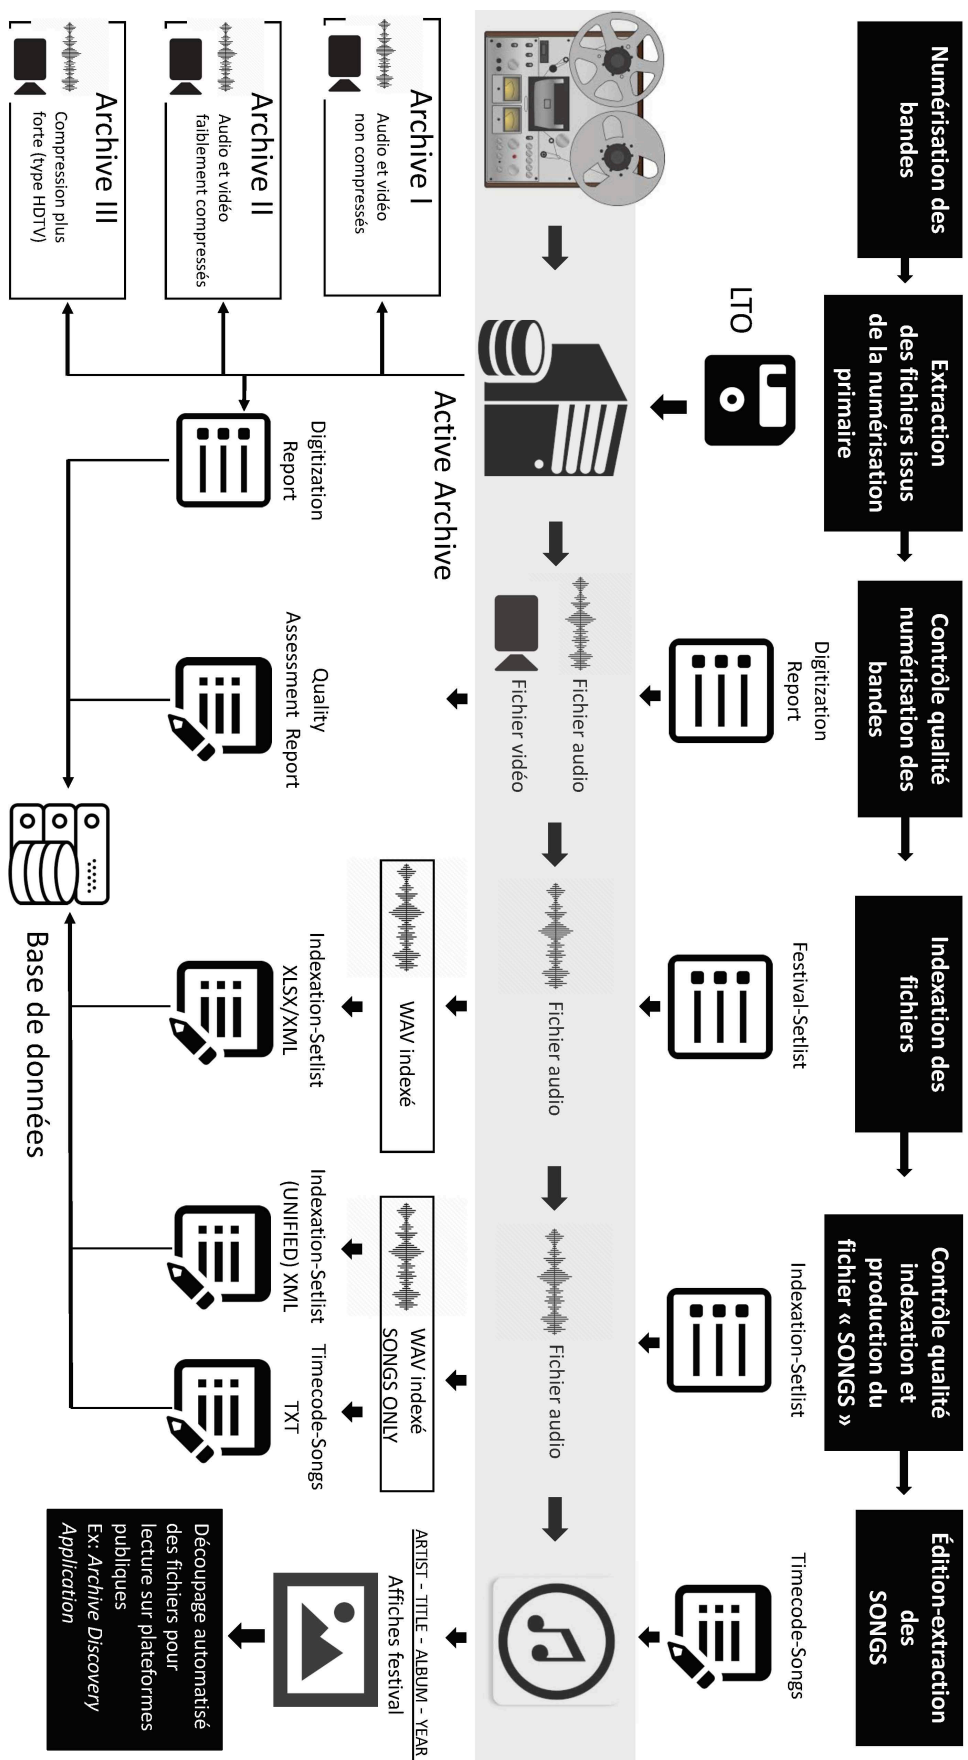 Numérisation des
bandes
Extraction
des fichiers issus
de la numérisation
primaire
Contrôle qualité
numérisation des
bandes
Indexation des
fichiers
Contrôle qualité
indexation et
production du
fichier « SONGS »
Édition-extraction
des
SONGS
LTO
Digitization
Report
Festival-Setlist
Indexation-Setlist
Timecode-Songs
Fichier audio
Fichier vidéo
Fichier audio
Fichier audio
Active Archive
Archive I
Audio et vidéo
non compressés
Archive II
Audio et vidéo
faiblement compressés
Archive III
Compression plus
forte (type HDTV)
Digitization
Report
Quality
Assessment Report
WAV indexé
Indexation-Setlist
XLSX/XML
WAV indexé
SONGS ONLY
Indexation-Setlist
(UNIFIED) XML
Timecode-Songs
TXT
ARTIST - TITLE - ALBUM - YEAR
Affiches festival
Découpage automatisé
des fichiers pour
lecture sur plateformes
publiques
Ex: Archive Discovery
Application
Base de données